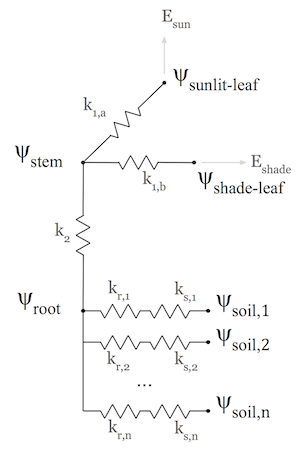 E_sun
Ψ_sunlit-leaf
k_1,a
Ψ_stem
E_shade
k_1,b
Ψ_shade-leaf
k_2
Ψ_root
k_r,1 k_s,1 Ψ_soil,1
k_r,2 k_s,2 Ψ_soil,2
...
k_r,n k_s,n Ψ_soil,n